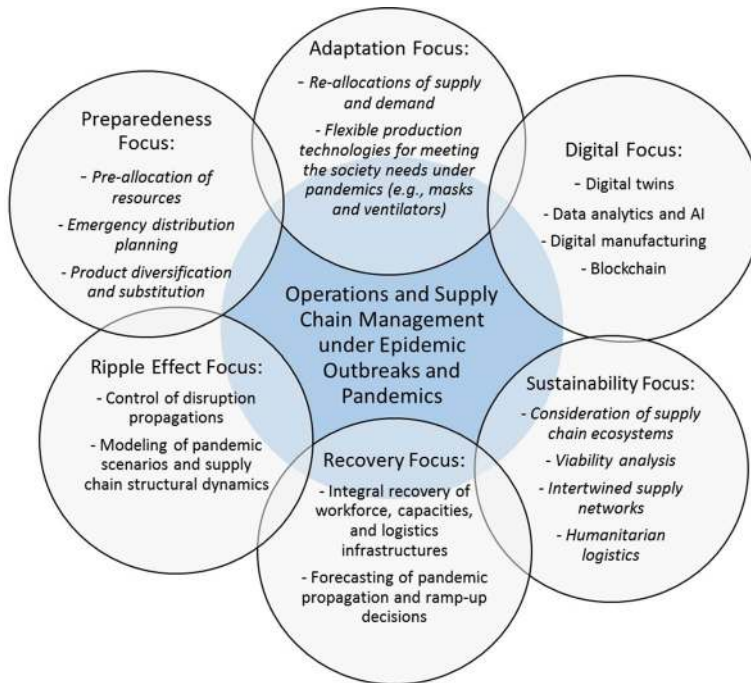 Adaptation Focus:
- Re-allocations of supply
and demand
- Flexible production
technologies for meeting
the society needs under
pandemics (e.g., masks
and ventilators)
Preparedeness
Focus:
- Pre-allocation of
resources
- Emergency distribution
planning
- Product diversification
and substitution
Digital Focus:
- Digital twins
- Data analytics and AI
- Digital manufacturing
- Blockchain
Operations and Supply
Chain Management
under Epidemic
Outbreaks and
Pandemics
Ripple Effect Focus:
- Control of disruption
propagations
- Modeling of pandemic
scenarios and supply
chain structural dynamics
Recovery Focus:
- Integral recovery of
workforce, capacities,
and logistics
infrastructures
- Forecasting of pandemic
propagation and ramp-up
decisions
Sustainability Focus:
- Consideration of supply
chain ecosystems
- Viability analysis
- Intertwined supply
networks
- Humanitarian
logistics